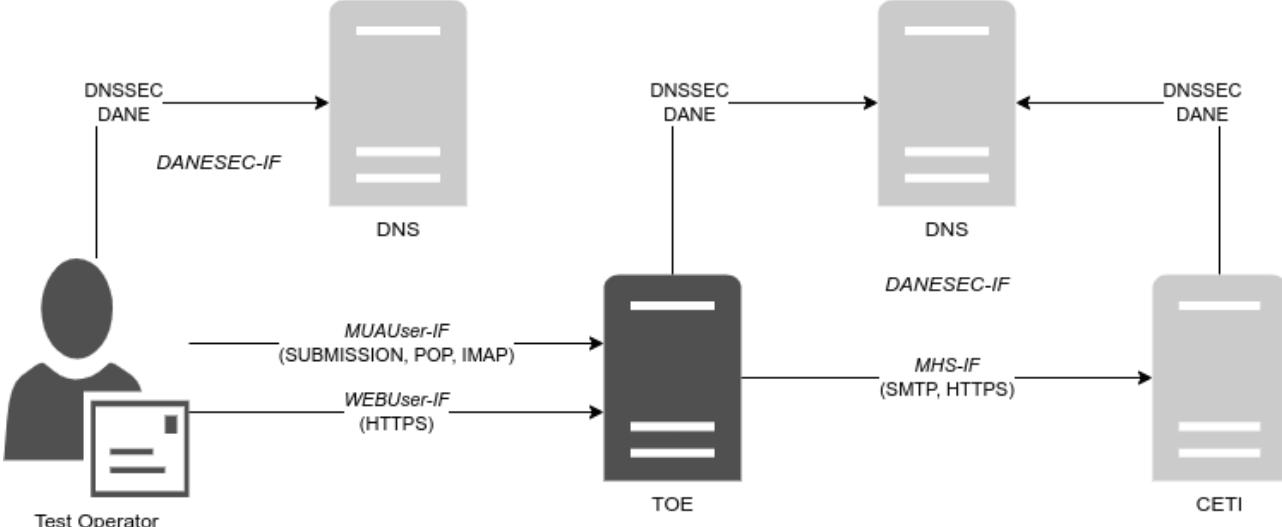 DNSSEC
DANE
DANESEC-IF
DNS
DNSSEC
DANE
DNS
DNSSEC
DANE
DANESEC-IF
MUAUser-IF
(SUBMISSION, POP, IMAP)
WEBUser-IF
(HTTPS)
MHS-IF
(SMTP, HTTPS)
Test Operator
TOE
CETI